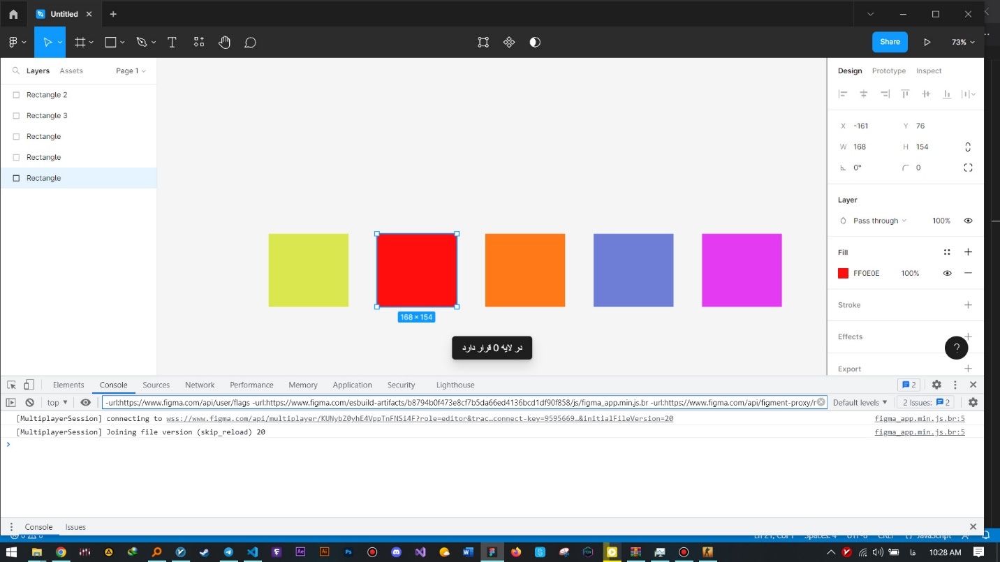 Untitled
Share
73%
Layers
Assets
Page 1
Rectangle 2
Rectangle 3
Rectangle
Rectangle
Rectangle
168 × 154
در لایه 0 قرار دارد
Design
Prototype
Inspect
X -161
Y 76
W 168
H 154
0°
0
Layer
Pass through
100%
Fill
FF0E0E
100%
Stroke
Effects
?
Export
Elements
Console
Sources
Network
Performance
Memory
Application
Security
Lighthouse
2
top
-url:https://www.figma.com/api/user/flags -url:https://www.figma.com/esbuild-artifacts/b8794b0f473e8cf7b5da66ed4136bcd1df90f858/js/figma_app.min.js.br -url:https://www.figma.com/api/figment-proxy/r
Default levels
2 Issues: 2
[MultiplayerSession] connecting to wss://www.figma.com/api/multiplayer/KUNybZ0yhE4VppTnFNSi4F?role=editor&trac…connect-key=9595669…&initialFileVersion=20
figma_app.min.js.br:5
[MultiplayerSession] Joining file version (skip_reload) 20
figma_app.min.js.br:5
Console
Issues
Ae
Ai
Ps
W
فا
10:28 AM